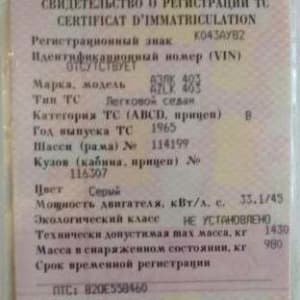 СВИДЕТЕЛЬСТВО О РЕГИСТРАЦИИ ТС
CERTIFICAT D'IMMATRICULATION
Регистрационный знак К043АУ82
Идентификационный номер (VIN)
ОТСУТСТВУЕТ
Марка, модель АЗЛК 403
AZLK 403
Тип ТС Легковой седан
Категория ТС (ABCD, прицеп) B
Год выпуска ТС 1965
Шасси (рама) № 114199
Кузов (кабина, прицеп) №
116307
Цвет Серый
Мощность двигателя, кВт/л. с. 33.1/45
Экологический класс НЕ УСТАНОВЛЕНО
Технически допустимая max масса, кг 1430
Масса в снаряженном состоянии, кг 980
Срок временной регистрации
ПТС: 82ОЕ558460